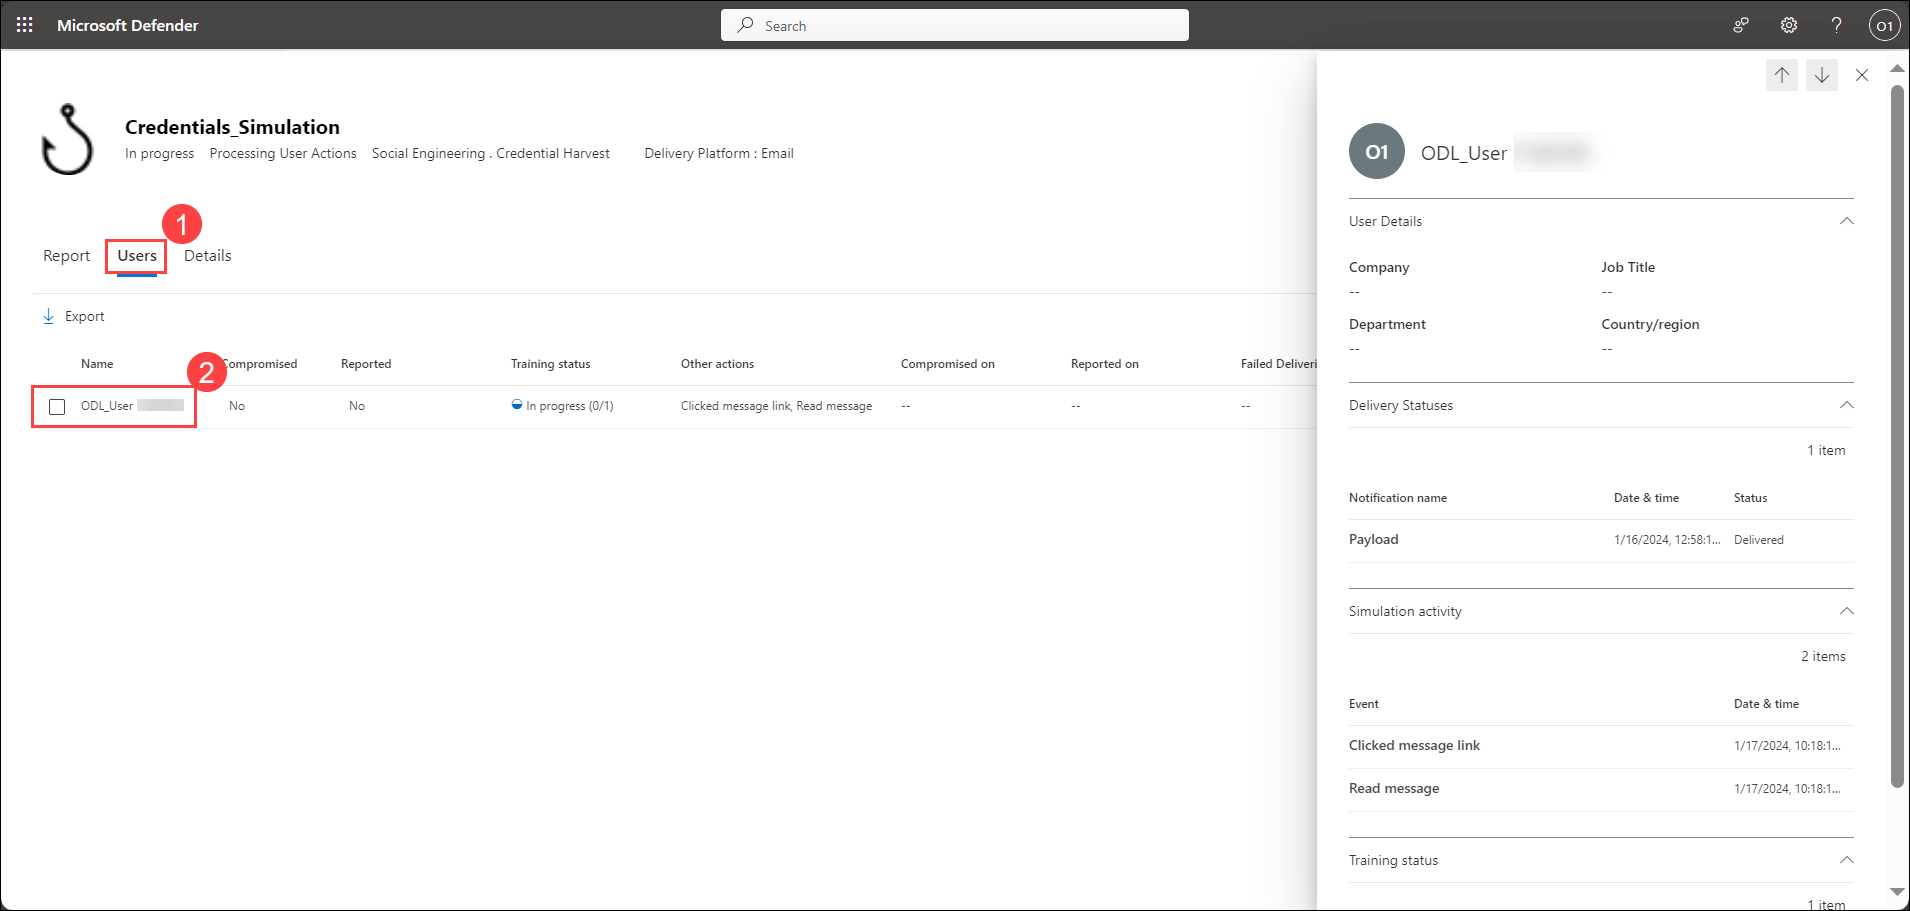 Microsoft Defender
Search
O1
Credentials_Simulation
In progress Processing User Actions Social Engineering . Credential Harvest Delivery Platform : Email
1
Report Users Details
Export
2
Name Compromised Reported Training status Other actions Compromised on Reported on Failed Deliveri
ODL_User No No In progress (0/1) Clicked message link, Read message -- -- --
O1 ODL_User
User Details
Company Job Title
-- --
Department Country/region
-- --
Delivery Statuses
1 item
Notification name Date & time Status
Payload 1/16/2024, 12:58:1... Delivered
Simulation activity
2 items
Event Date & time
Clicked message link 1/17/2024, 10:18:1...
Read message 1/17/2024, 10:18:1...
Training status
1 item